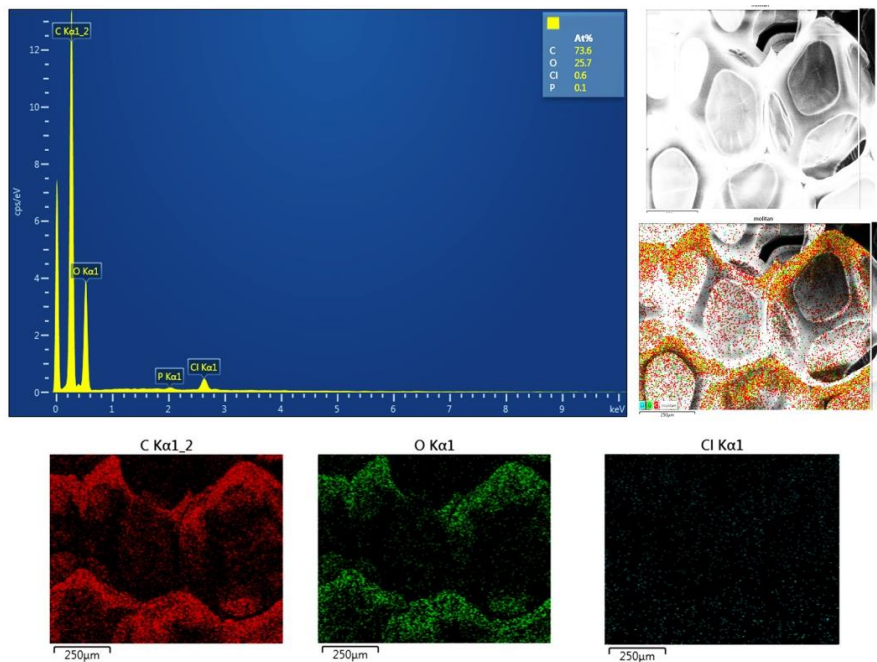 C Kα1_2
O Kα1
P Kα1
Cl Kα1
cps/eV
12
10
8
6
4
2
0
0 1 2 3 4 5 6 7 8 9 keV
At%
C 73.6
O 25.7
Cl 0.6
P 0.1
molitan
250µm
C Kα1_2
O Kα1
Cl Kα1
250µm
250µm
250µm